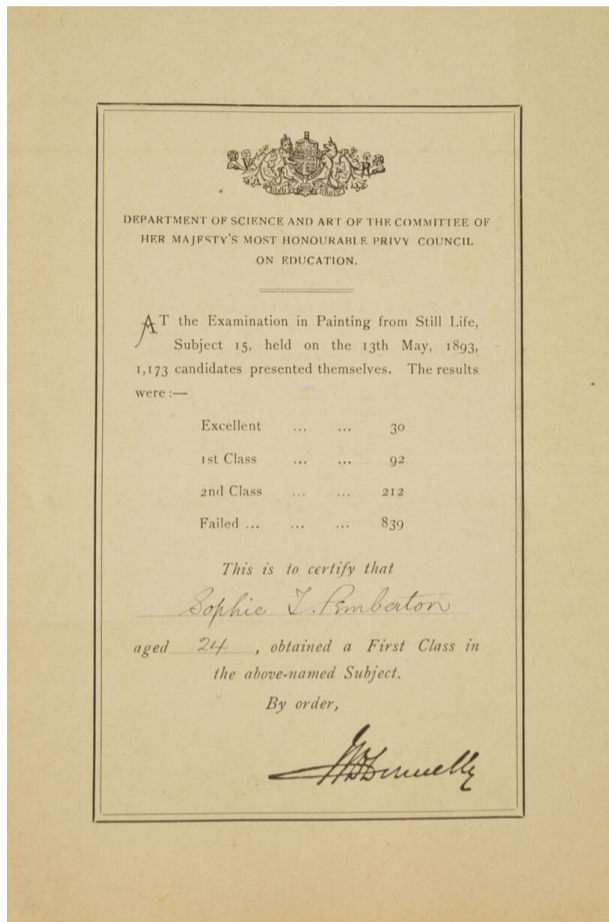 V R
DEPARTMENT OF SCIENCE AND ART OF THE COMMITTEE OF
HER MAJESTY'S MOST HONOURABLE PRIVY COUNCIL
ON EDUCATION.
AT the Examination in Painting from Still Life,
Subject 15, held on the 13th May, 1893,
1,173 candidates presented themselves. The results
were :—
Excellent ... ... 30
1st Class ... ... 92
2nd Class ... ... 212
Failed ... ... ... 839
This is to certify that
Sophie T. Pemberton
aged 24 , obtained a First Class in
the above-named Subject.
By order,